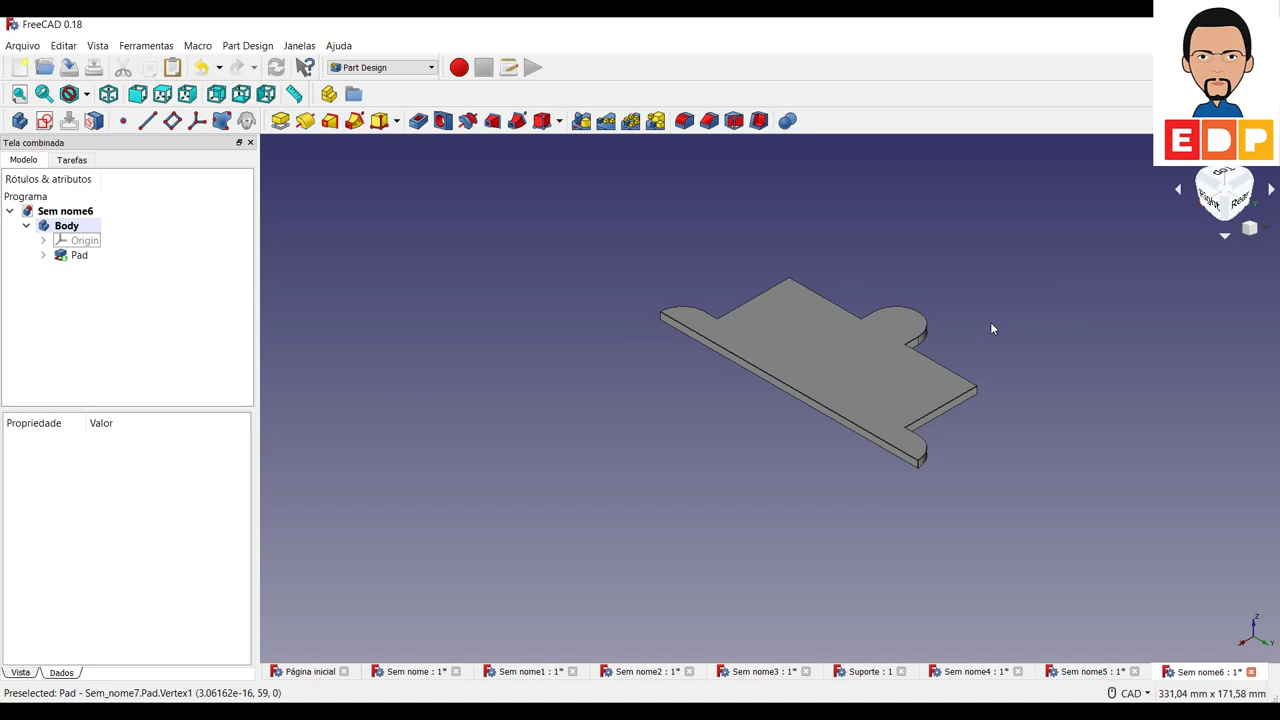 FreeCAD 0.18
Arquivo Editar Vista Ferramentas Macro Part Design Janelas Ajuda
Part Design
EDP
Tela combinada
Modelo Tarefas
Rótulos & atributos
Programa
Sem nome6
Body
Origin
Pad
Top
Right Rear
Propriedade Valor
Z
X Y
Vista Dados
Página inicial Sem nome : 1* Sem nome1 : 1* Sem nome2 : 1* Sem nome3 : 1* Suporte : 1 Sem nome4 : 1* Sem nome5 : 1* Sem nome6 : 1*
Preselected: Pad - Sem_nome7.Pad.Vertex1 (3.06162e-16, 59, 0) CAD 331,04 mm x 171,58 mm